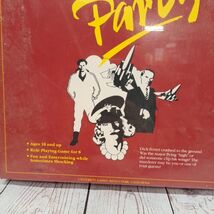 Party
• Ages 18 and up
• Role Playing Game for 8
• Fun and Entertaining while
Sometimes Shocking
Dick Fitner crashed to the ground
Was the major flying "high" or
did someone clip his wings? The
murderer may be you or one of
your guests!